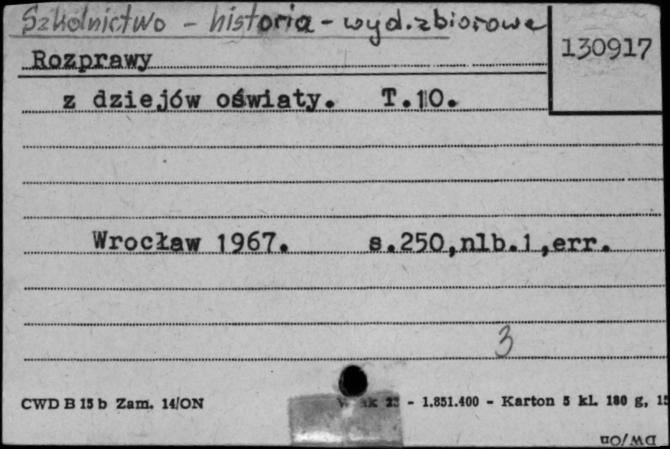 Szkolnictwo - historia - wyd. zbiorowe
130917
Rozprawy
z dziejów oświaty. T.10.
Wrocław 1967. s.250,nlb.1,err.
3
CWD B 15 b Zam. 14/ON
- 1.851.400 - Karton 5 kl. 180 g, 15